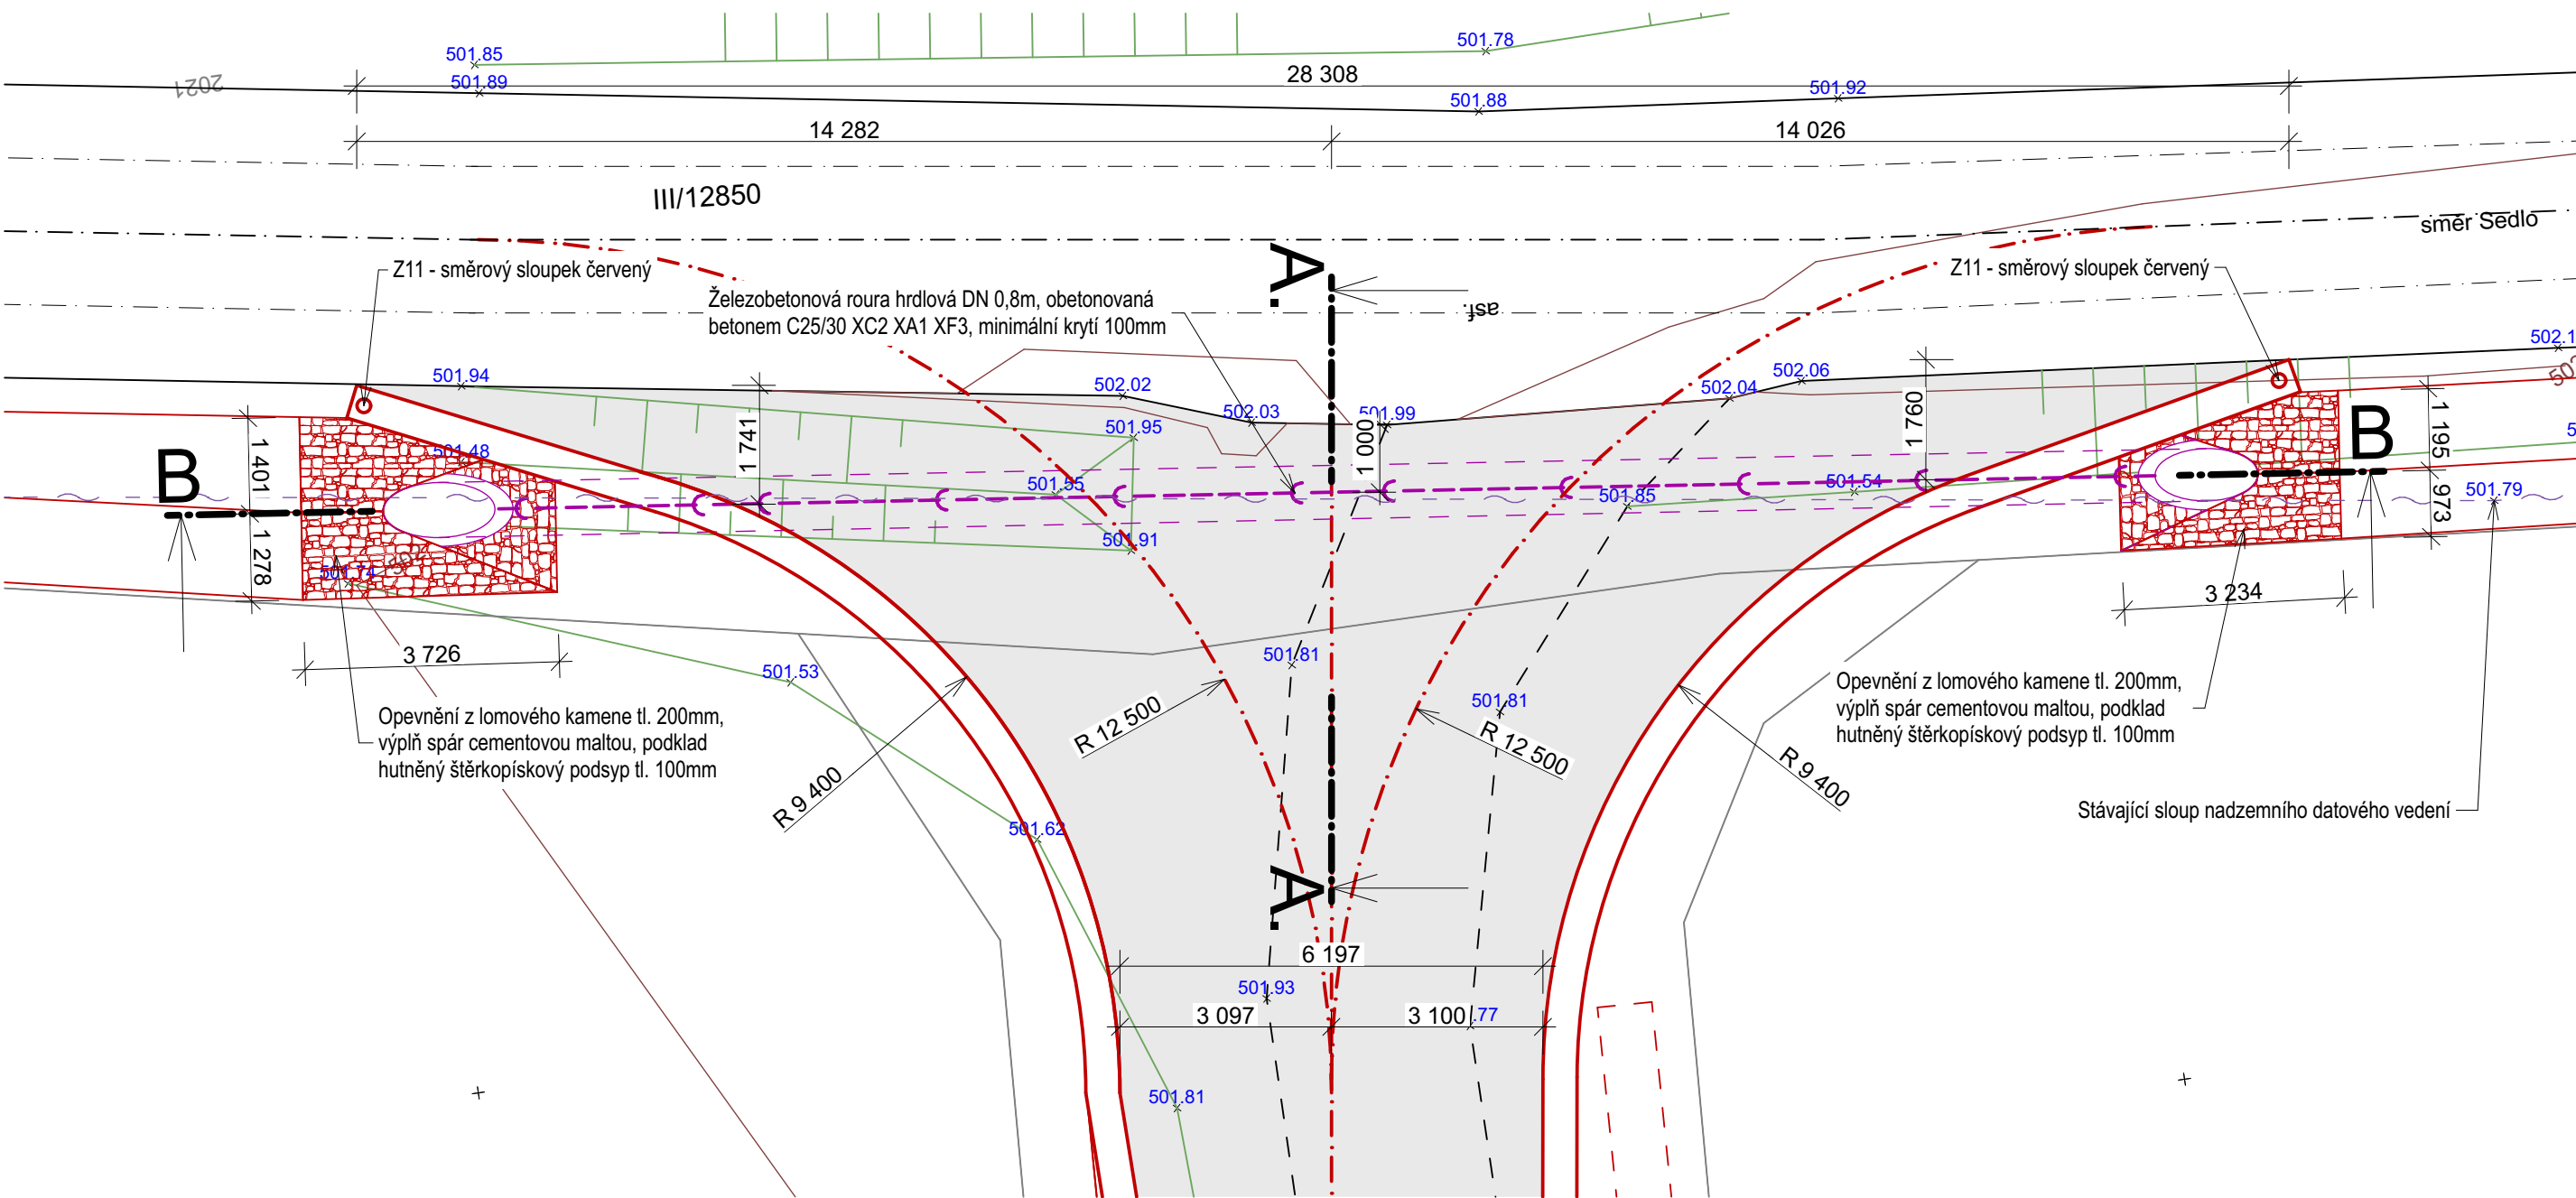 501.85
501.78
2021
501.89
28 308
501.88
501.92
14 282
14 026
III/12850
směr Sedlo
Z11 - směrový sloupek červený
A.
Z11 - směrový sloupek červený
Železobetonová roura hrdlová DN 0,8m, obetonovaná
betonem C25/30 XC2 XA1 XF3, minimální krytí 100mm
asf.
501.94
502.02
502.03
501.99
502.04
502.06
502.1
1 741
1 000
1 760
501.95
B
1 401
501.48
501.55
501.85
501.54
B
1 195
501.79
973
1 278
501.91
501.74
3 726
3 234
501.53
501.81
501.81
Opevnění z lomového kamene tl. 200mm,
výplň spár cementovou maltou, podklad
hutněný štěrkopískový podsyp tl. 100mm
R 12 500
R 12 500
Opevnění z lomového kamene tl. 200mm,
výplň spár cementovou maltou, podklad
hutněný štěrkopískový podsyp tl. 100mm
R 9 400
R 9 400
Stávající sloup nadzemního datového vedení
501.62
A.
6 197
501.93
3 097
3 100
.77
501.81